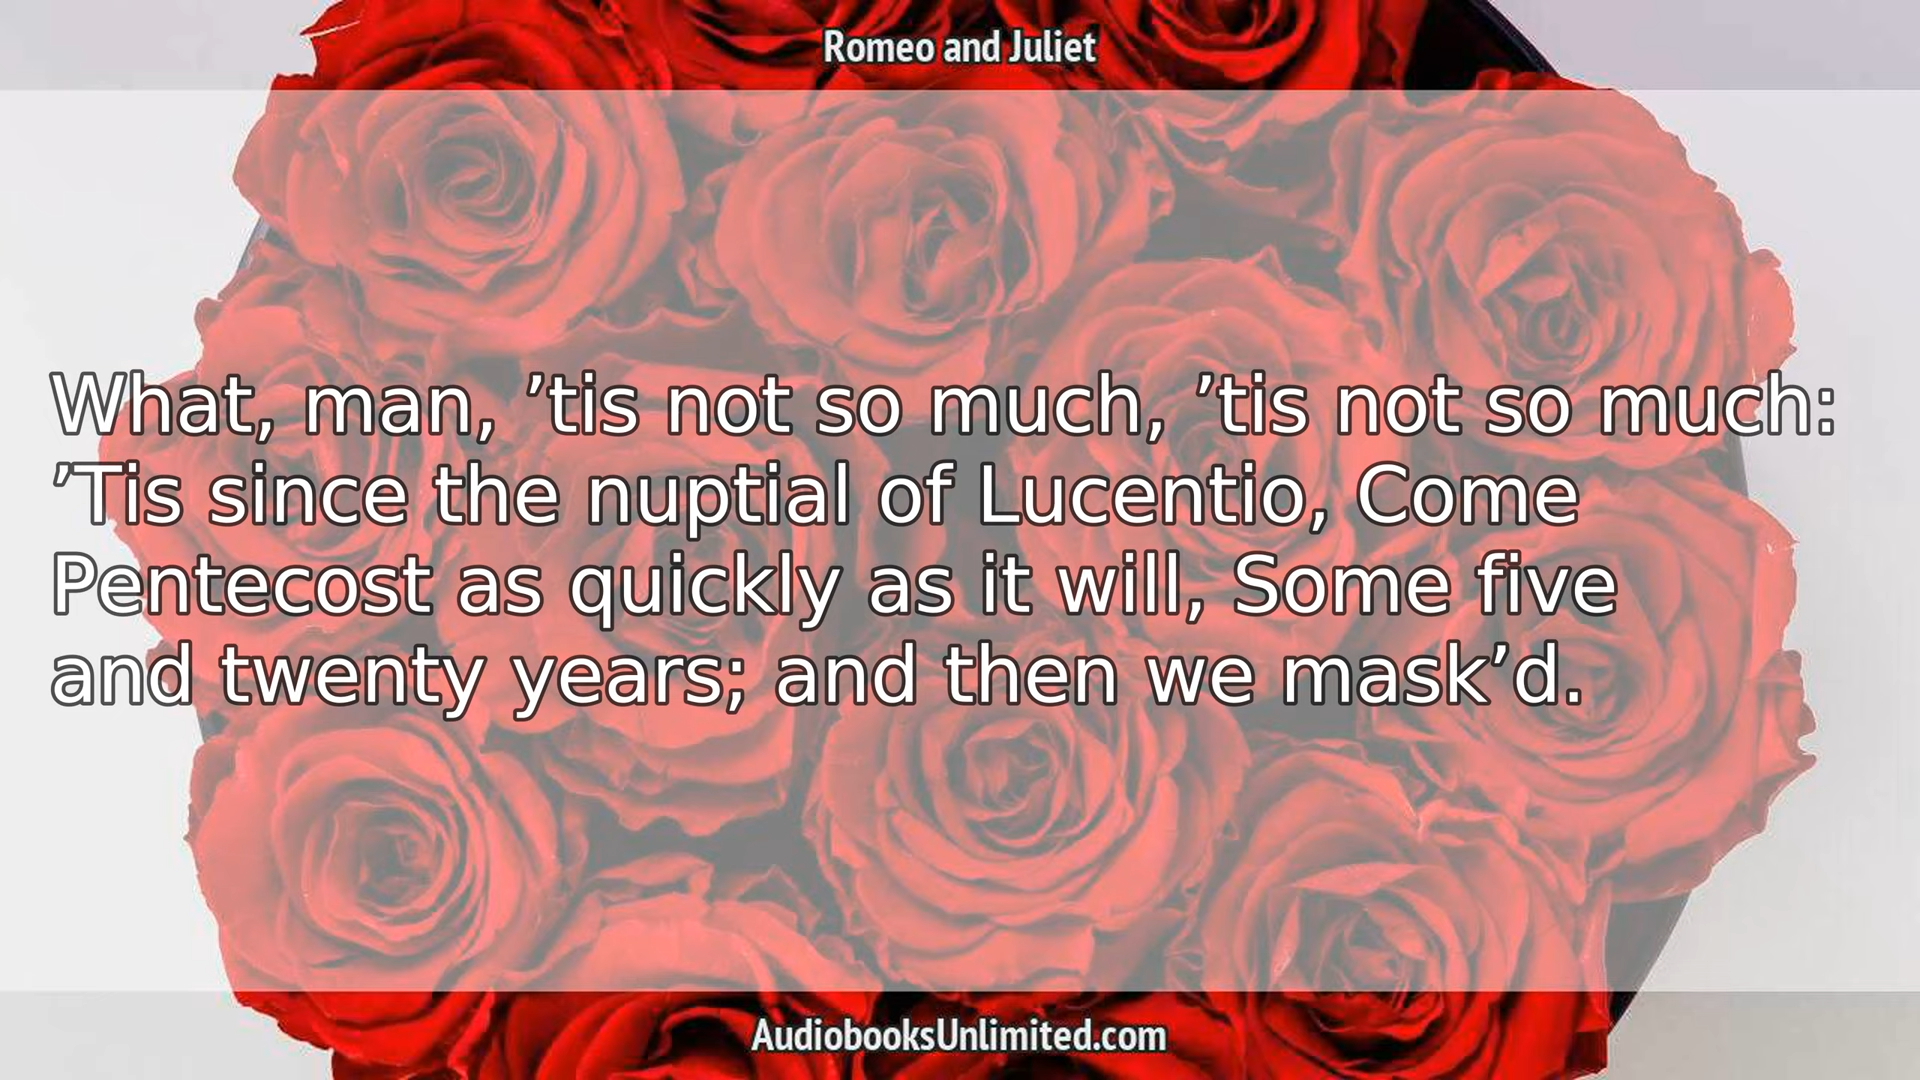 Romeo and Juliet
What, man, ’tis not so much, ’tis not so much:
’Tis since the nuptial of Lucentio, Come
Pentecost as quickly as it will, Some five
and twenty years; and then we mask’d.
AudiobooksUnlimited.com